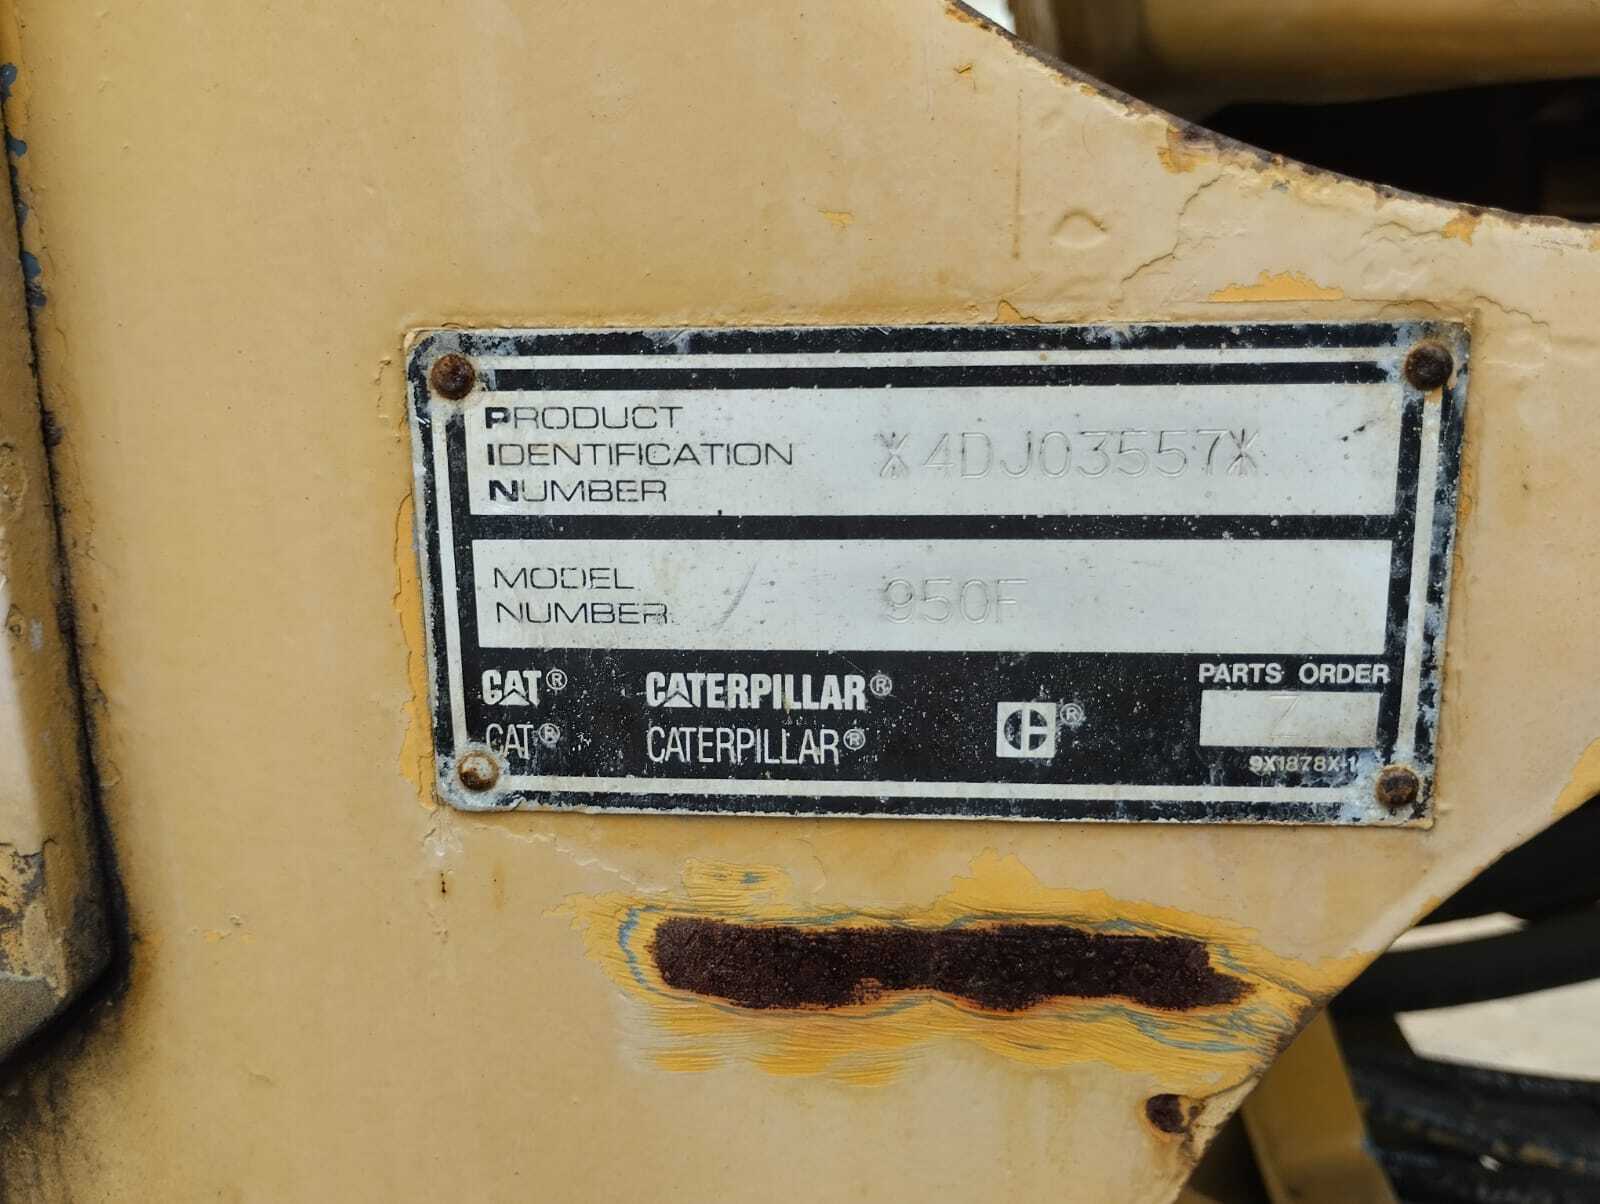 PRODUCT
IDENTIFICATION
NUMBER
*4DJ03557*
MODEL
NUMBER
950F
CAT® CATERPILLAR®
CAT® CATERPILLAR®
C®
PARTS ORDER
Z
9X1878X-1